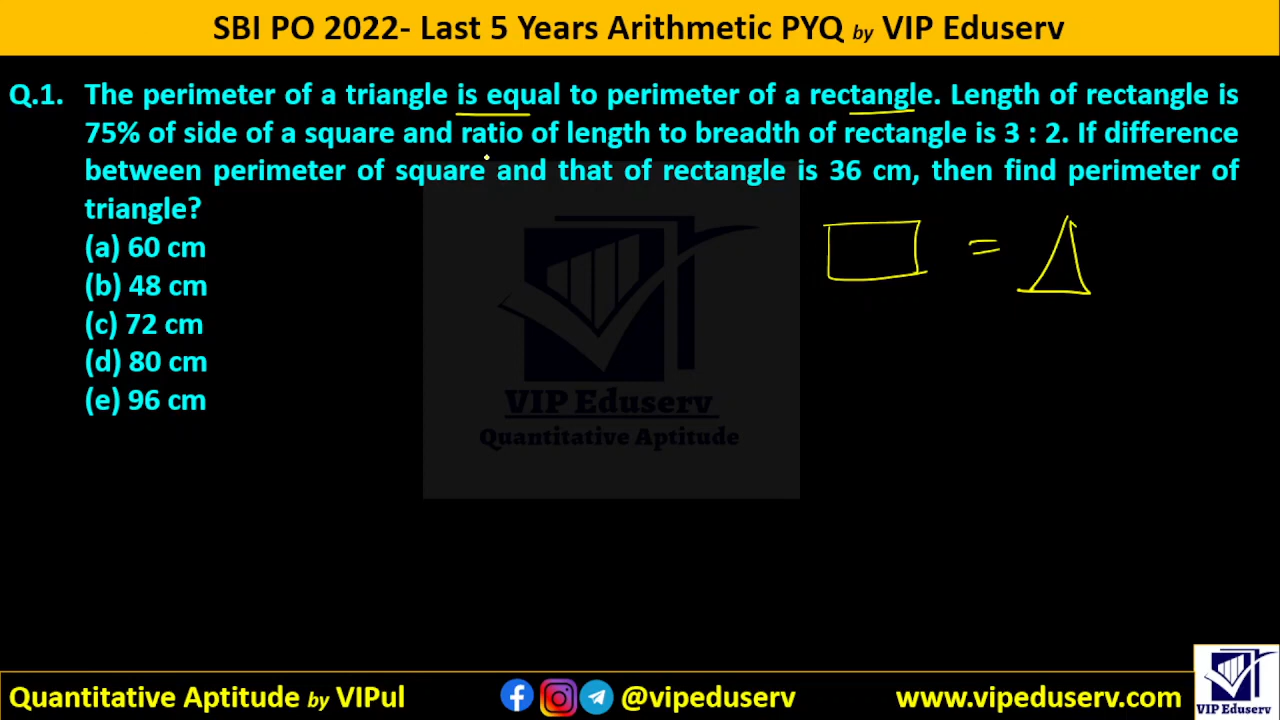 SBI PO 2022- Last 5 Years Arithmetic PYQ by VIP Eduserv
Q.1. The perimeter of a triangle is equal to perimeter of a rectangle. Length of rectangle is
75% of side of a square and ratio of length to breadth of rectangle is 3 : 2. If difference
between perimeter of square and that of rectangle is 36 cm, then find perimeter of
triangle?
(a) 60 cm
(b) 48 cm
(c) 72 cm
(d) 80 cm
(e) 96 cm
=
VIP Eduserv
Quantitative Aptitude
Quantitative Aptitude by VIPul
@vipeduserv
www.vipeduserv.com
VIP Eduserv